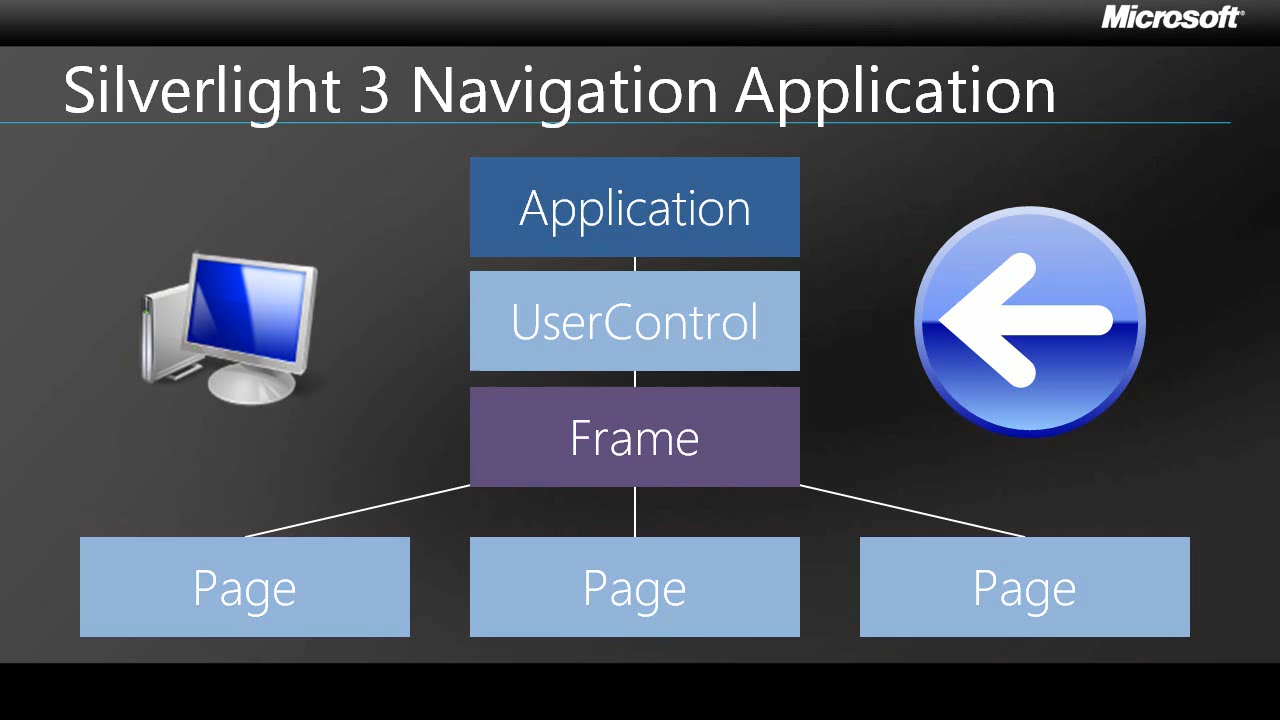 Microsoft®
Silverlight 3 Navigation Application
Application
UserControl
Frame
Page
Page
Page